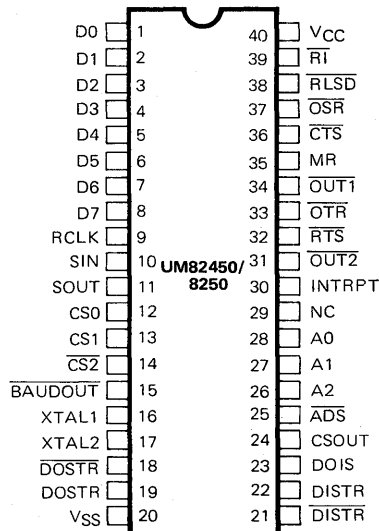 D0 1 40 VCC
D1 2 39 RI
D2 3 38 RLSD
D3 4 37 OSR
D4 5 36 CTS
D5 6 35 MR
D6 7 34 OUT1
D7 8 33 OTR
RCLK 9 32 RTS
SIN 10 UM82450/ 31 OUT2
SOUT 11 8250 30 INTRPT
CS0 12 29 NC
CS1 13 28 A0
CS2 14 27 A1
BAUDOUT 15 26 A2
XTAL1 16 25 ADS
XTAL2 17 24 CSOUT
DOSTR 18 23 DOIS
DOSTR 19 22 DISTR
VSS 20 21 DISTR